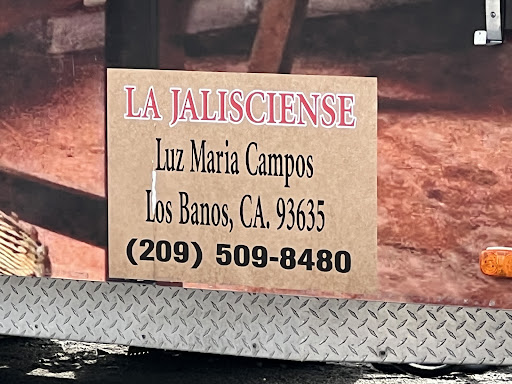 LA JALISCIENSE
Luz Maria Campos
Los Banos, CA. 93635
(209) 509-8480